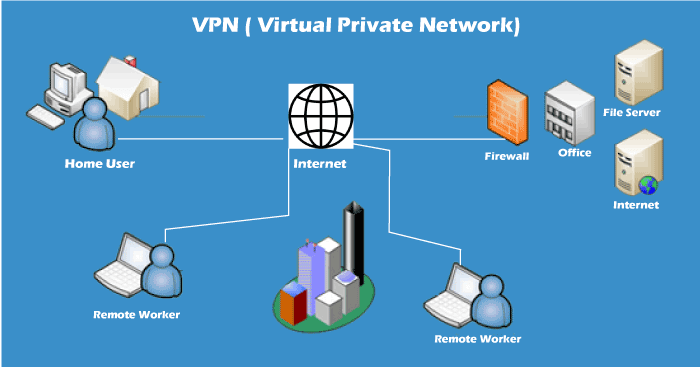 VPN ( Virtual Private Network)
File Server
Home User
Internet
Firewall
Office
Internet
Remote Worker
Remote Worker